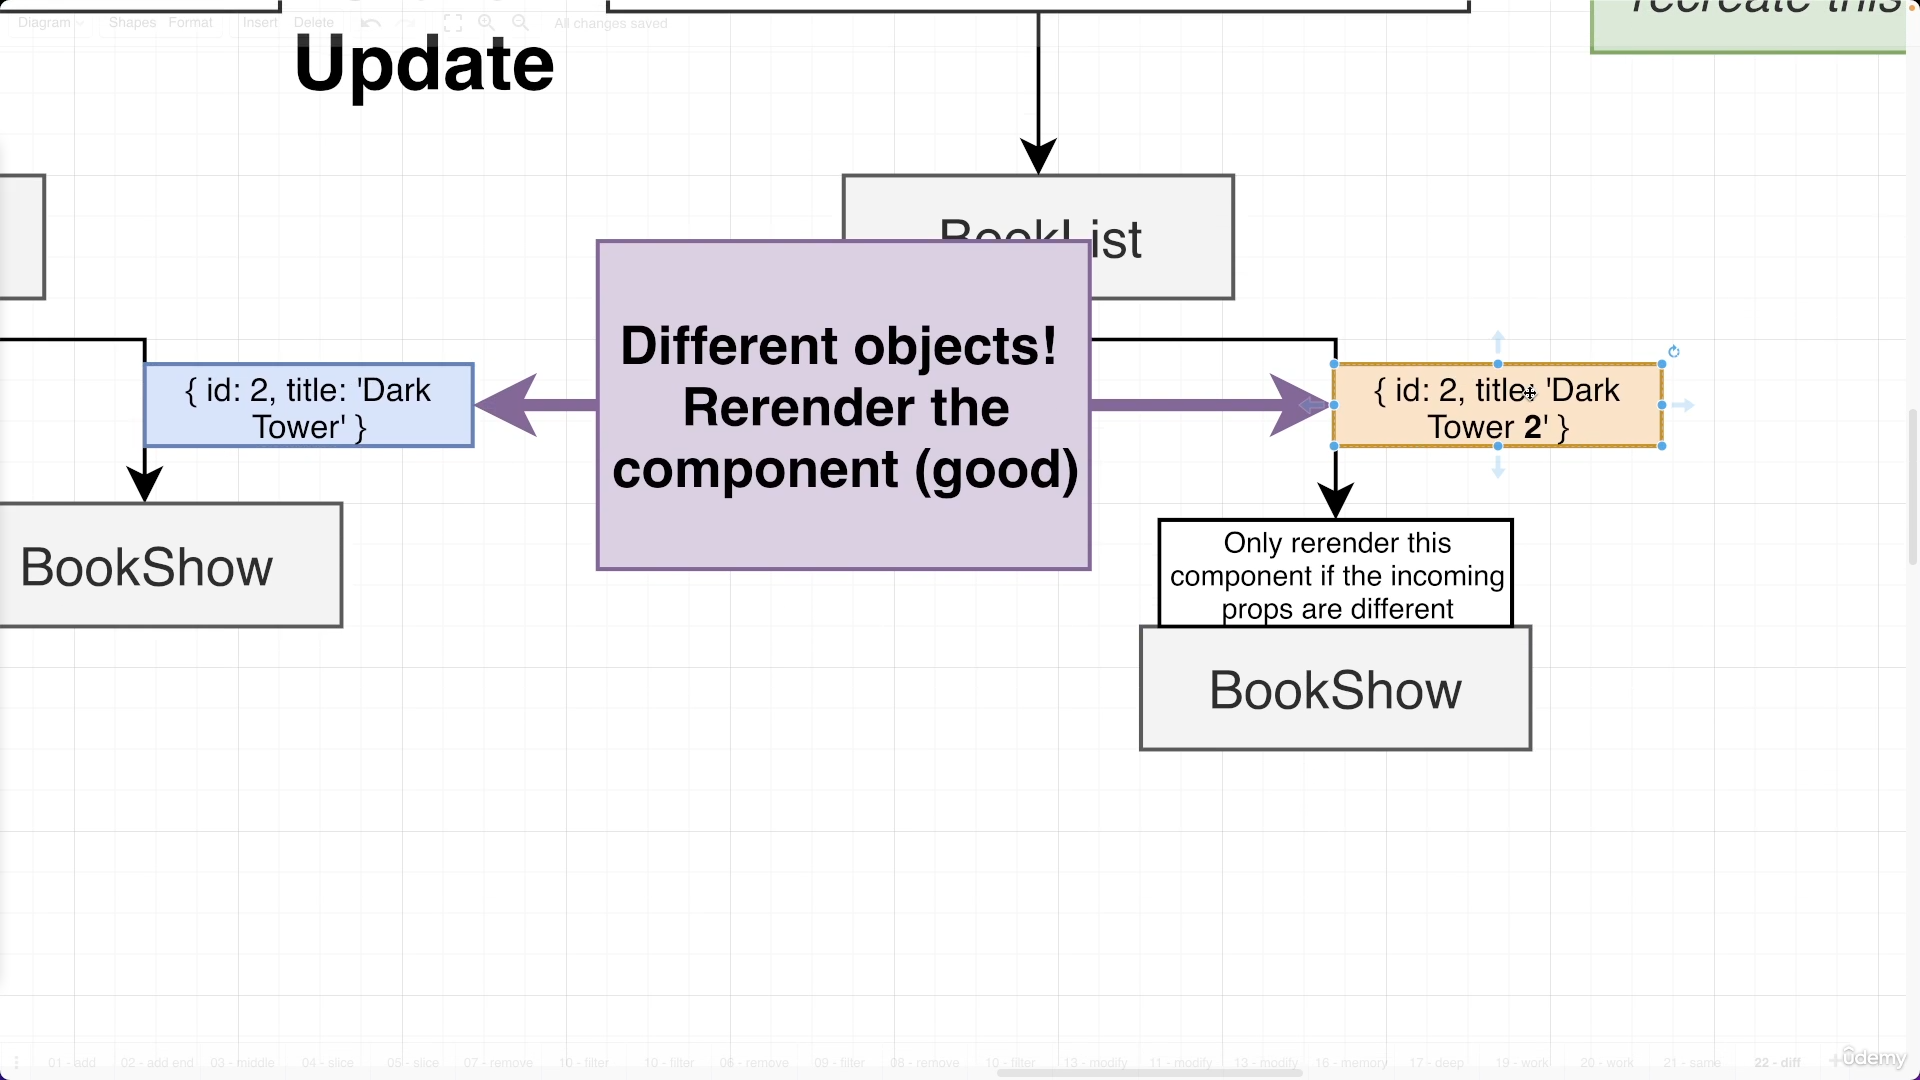 Diagram Shapes Format Insert Delete All changes saved
recreate this
Update
BookList
Different objects!
Rerender the
component (good)
{ id: 2, title: 'Dark
Tower' }
{ id: 2, title: 'Dark
Tower 2' }
BookShow
Only rerender this
component if the incoming
props are different
BookShow
01 - add 02 - add end 03 - middle 04 - slice 05 - slice 07 - remove 10 - filter 10 - filter 06 - remove 09 - filter 08 - remove 10 - filter 13 - modify 11 - modify 13 - modify 16 - memory 17 - deep 19 - work 20 - work 21 - same 22 - diff
ûdemy